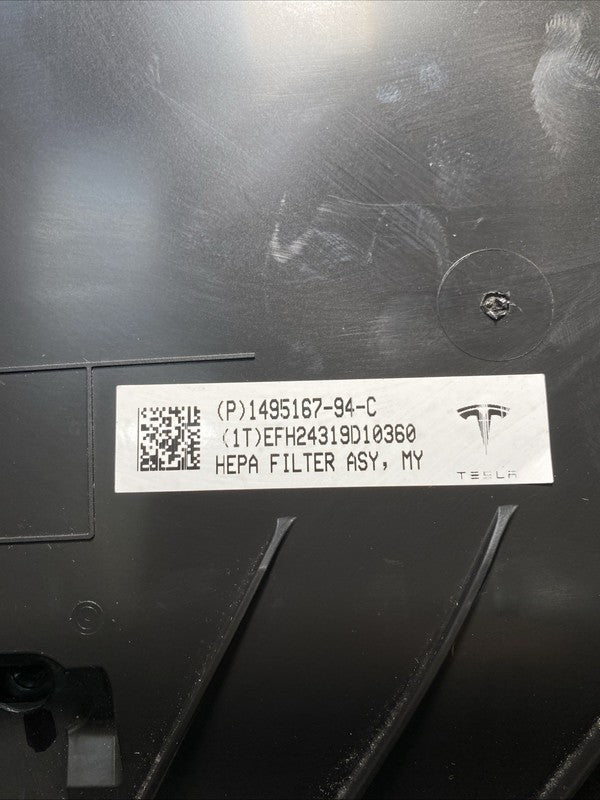 (P)1495167-94-C
(1T)EFH24319D10360
HEPA FILTER ASY, MY
TESLA